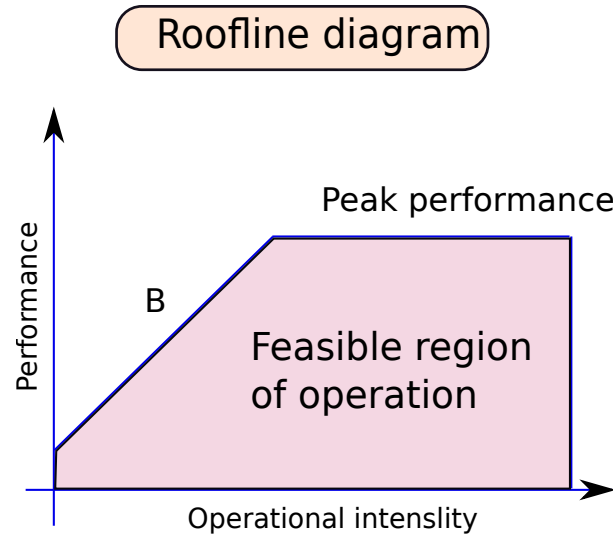 Roofline diagram
Peak performance
Performance
B
Feasible region
of operation
Operational intenslity